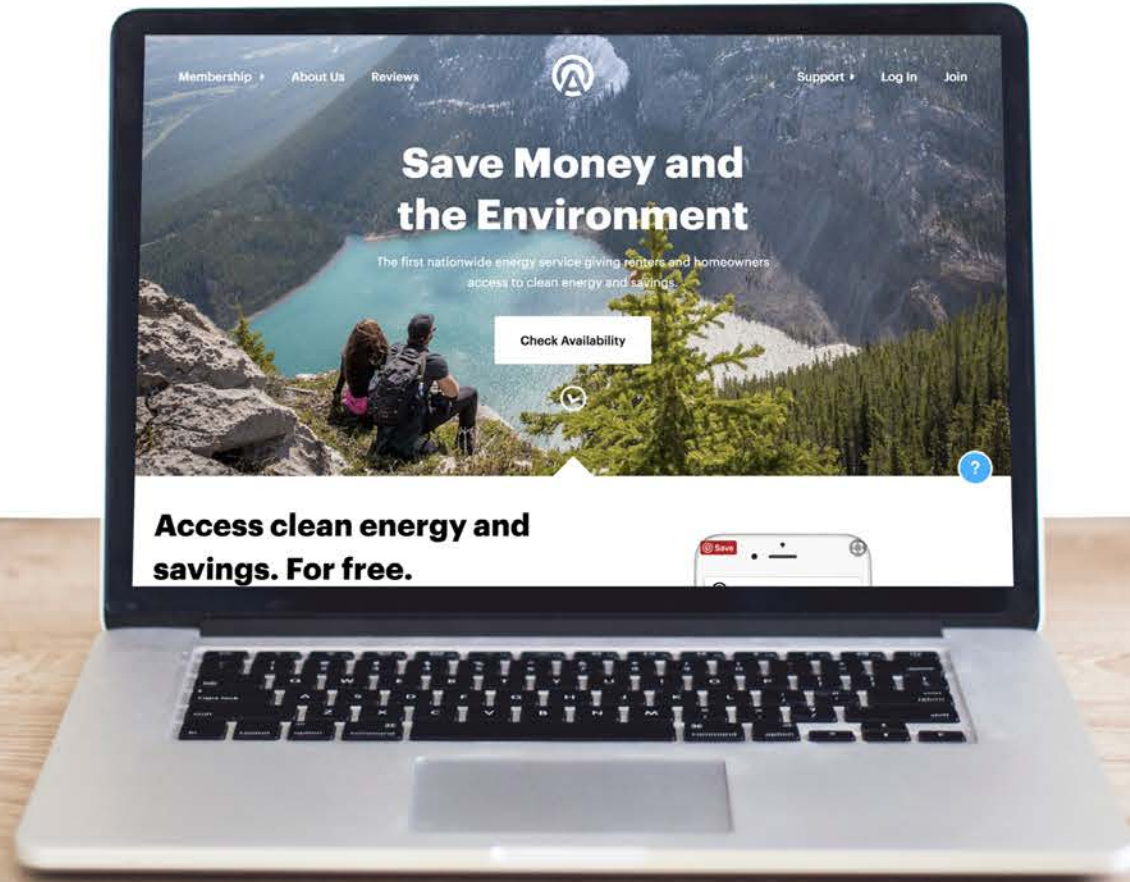 Membership
About Us
Reviews
Support
Log In
Join
Save Money and
the Environment
The first nationwide energy service giving renters and homeowners
access to clean energy and savings.
Check Availability
?
Access clean energy and
savings. For free.
Save